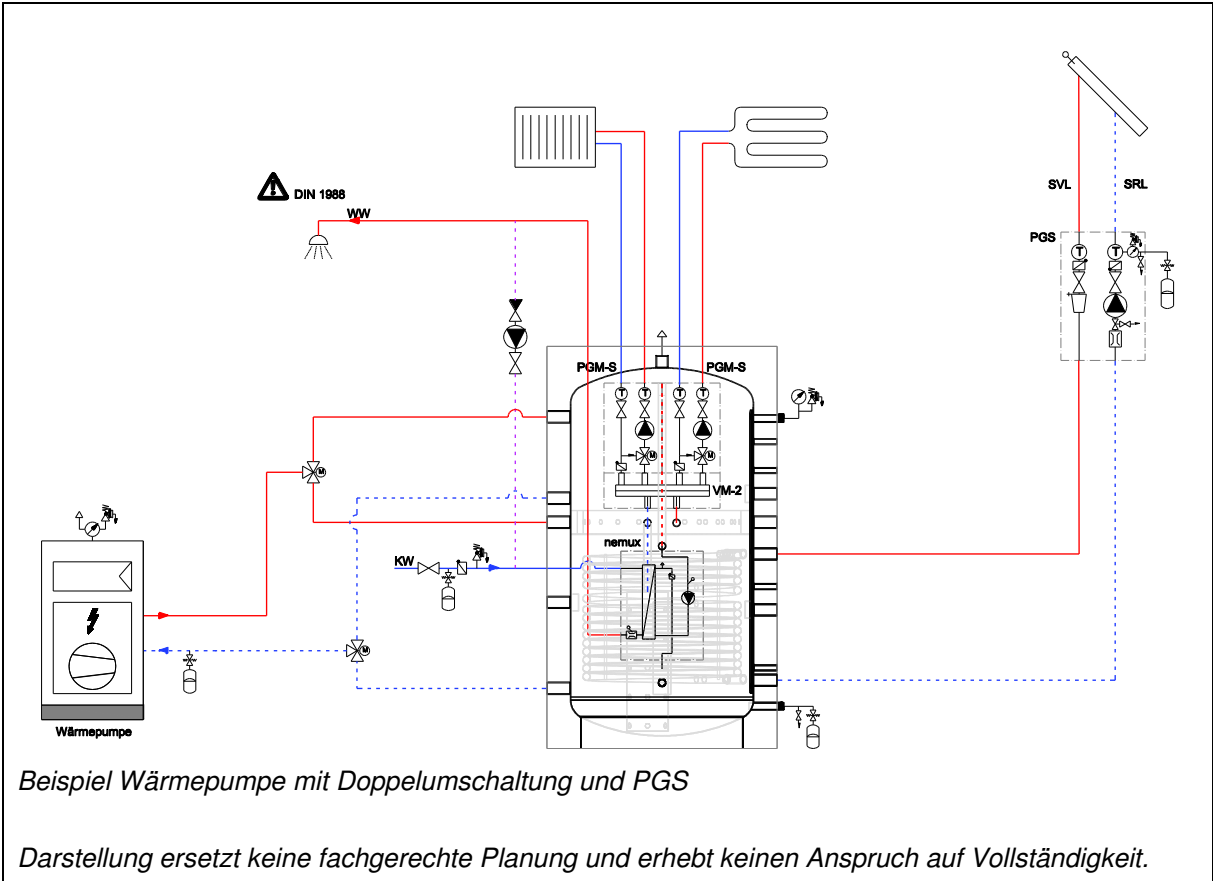 DIN 1988
WW
SVL
SRL
PGS
T
T
PGM-S
PGM-S
T
T
T
T
M
M
M
VM-2
nemux
KW
M
Wärmepumpe
Beispiel Wärmepumpe mit Doppelumschaltung und PGS
Darstellung ersetzt keine fachgerechte Planung und erhebt keinen Anspruch auf Vollständigkeit.